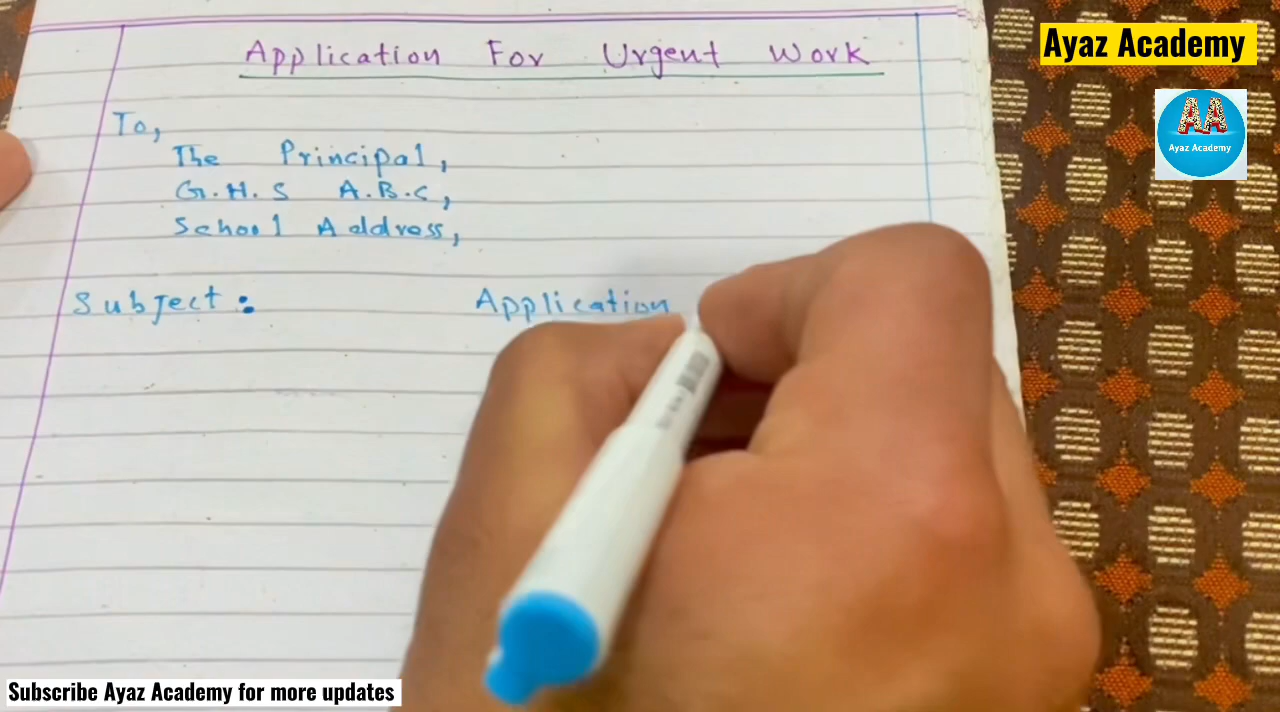 Application For Urgent Work
To,
The Principal,
G.H.S A.B.C,
School Address,
Subject: Application
Ayaz Academy
AA
Ayaz Academy
Subscribe Ayaz Academy for more updates